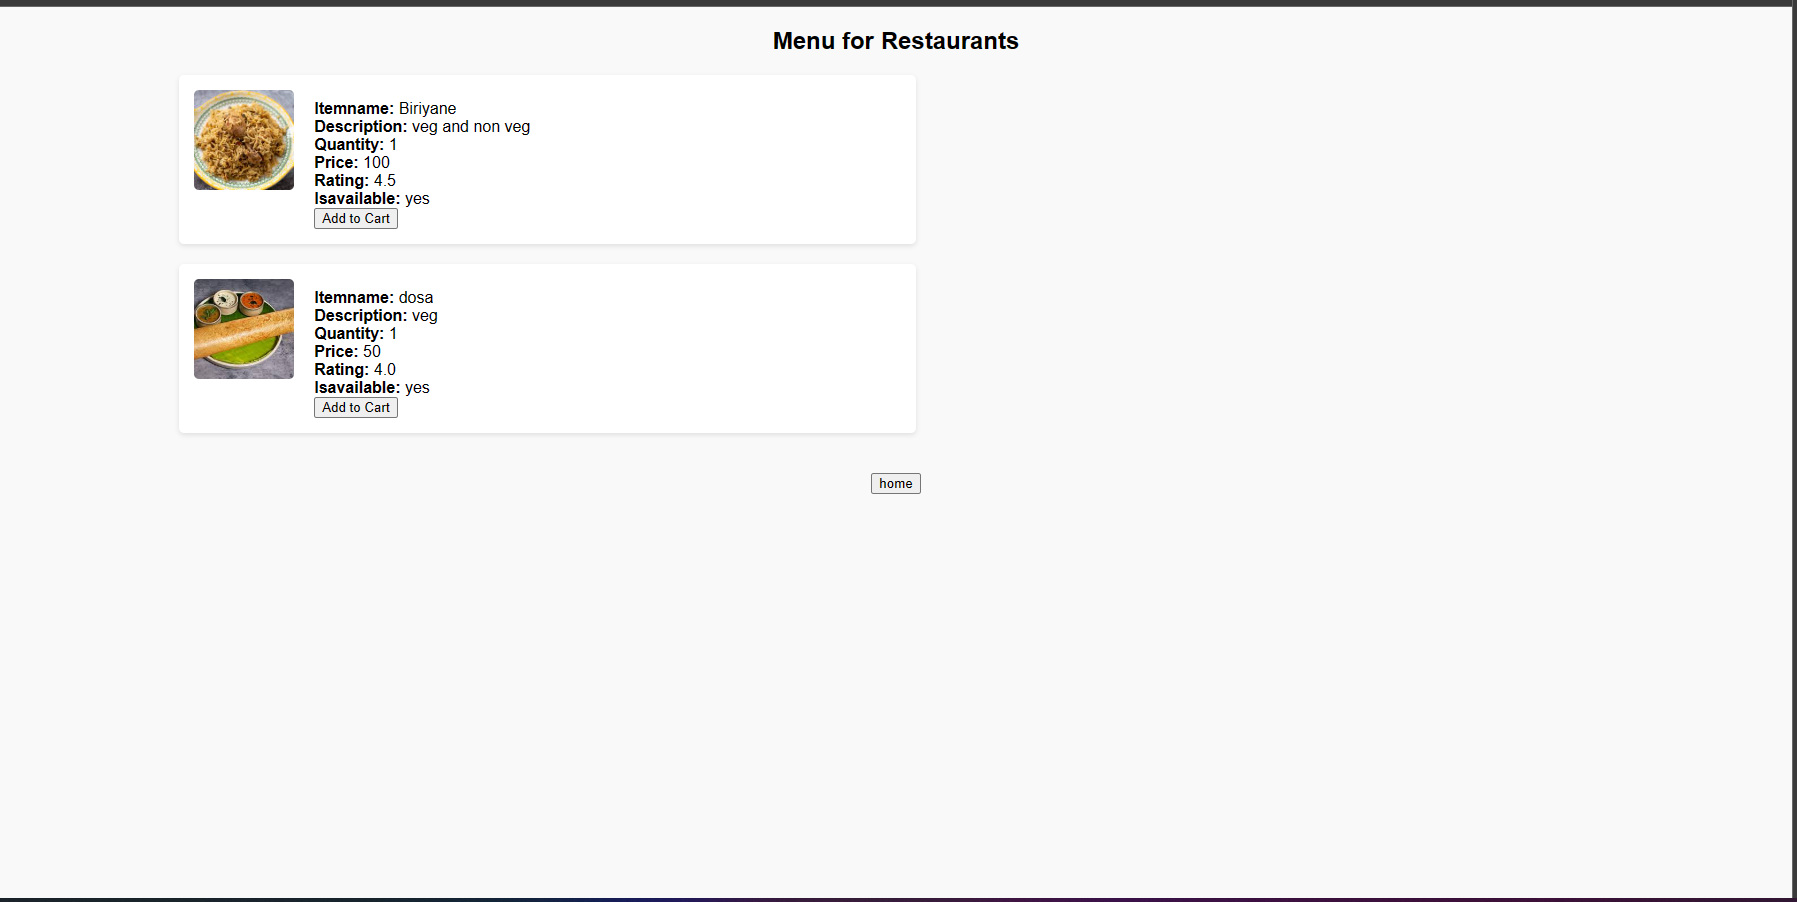 Menu for Restaurants
Itemname: Biriyane
Description: veg and non veg
Quantity: 1
Price: 100
Rating: 4.5
Isavailable: yes
Add to Cart
Itemname: dosa
Description: veg
Quantity: 1
Price: 50
Rating: 4.0
Isavailable: yes
Add to Cart
home